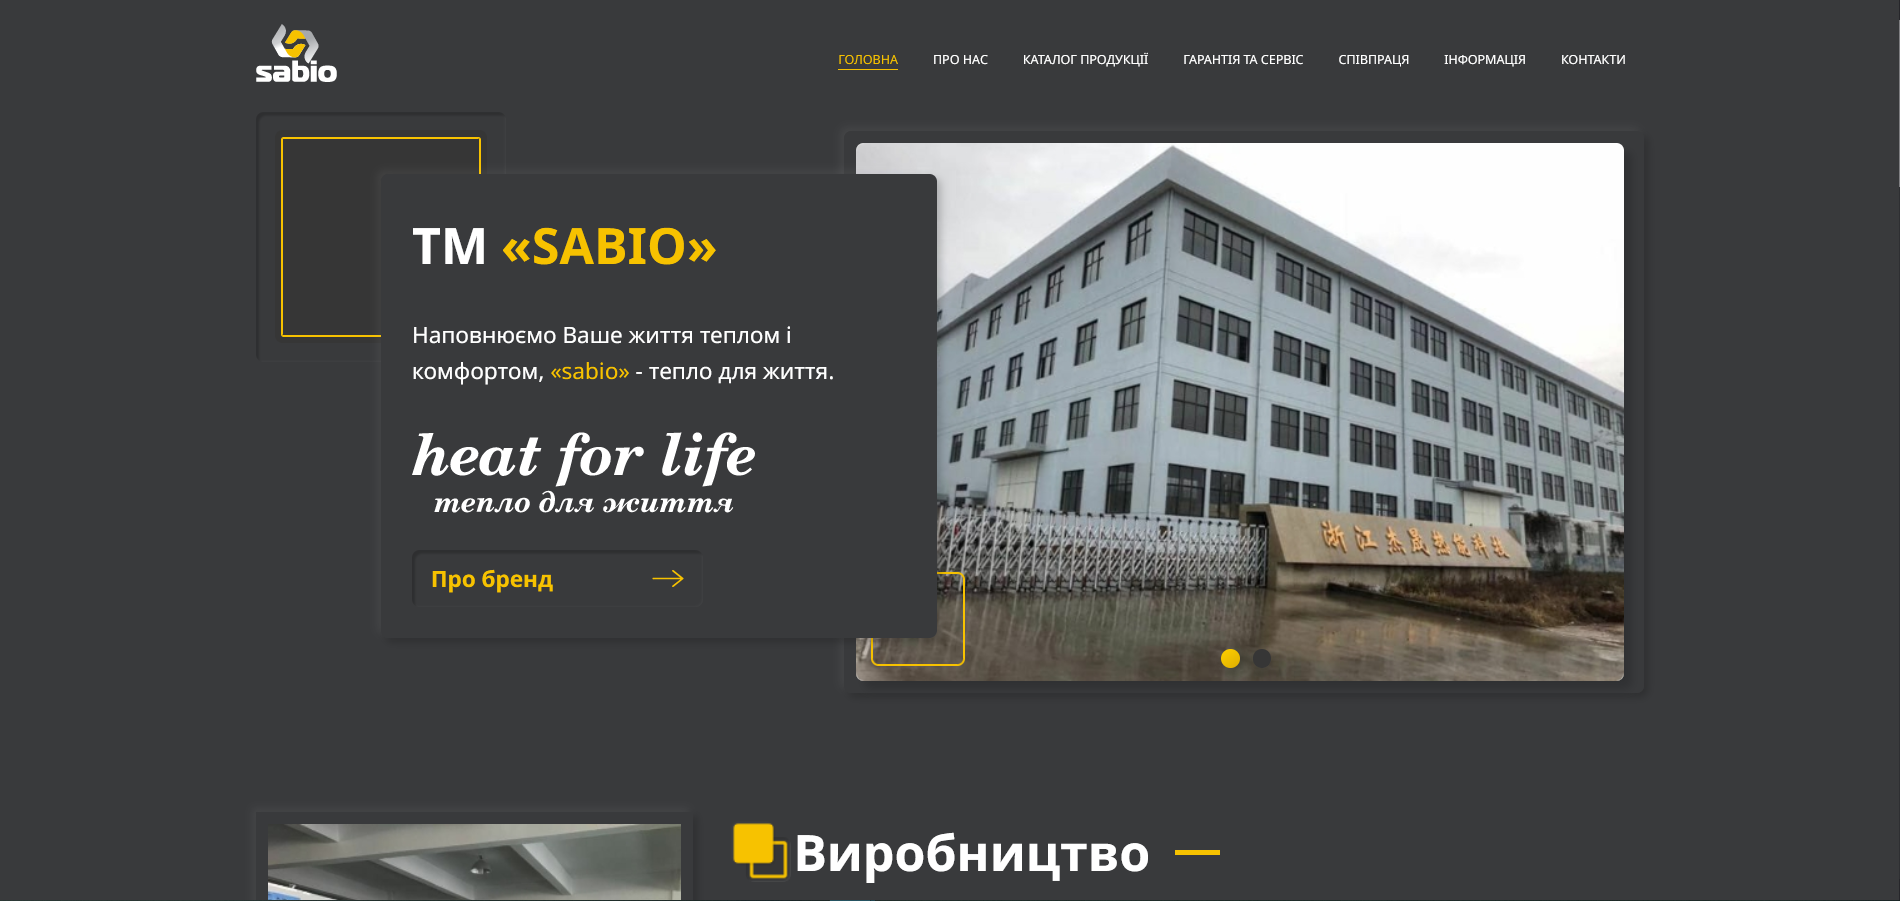 sabio
ГОЛОВНА
ПРО НАС
КАТАЛОГ ПРОДУКЦІЇ
ГАРАНТІЯ ТА СЕРВІС
СПІВПРАЦЯ
ІНФОРМАЦІЯ
КОНТАКТИ
ТМ «SABIO»
Наповнюємо Ваше життя теплом і
комфортом, «sabio» - тепло для життя.
heat for life
тепло для життя
Про бренд
浙江杰晟热能科技
Виробництво